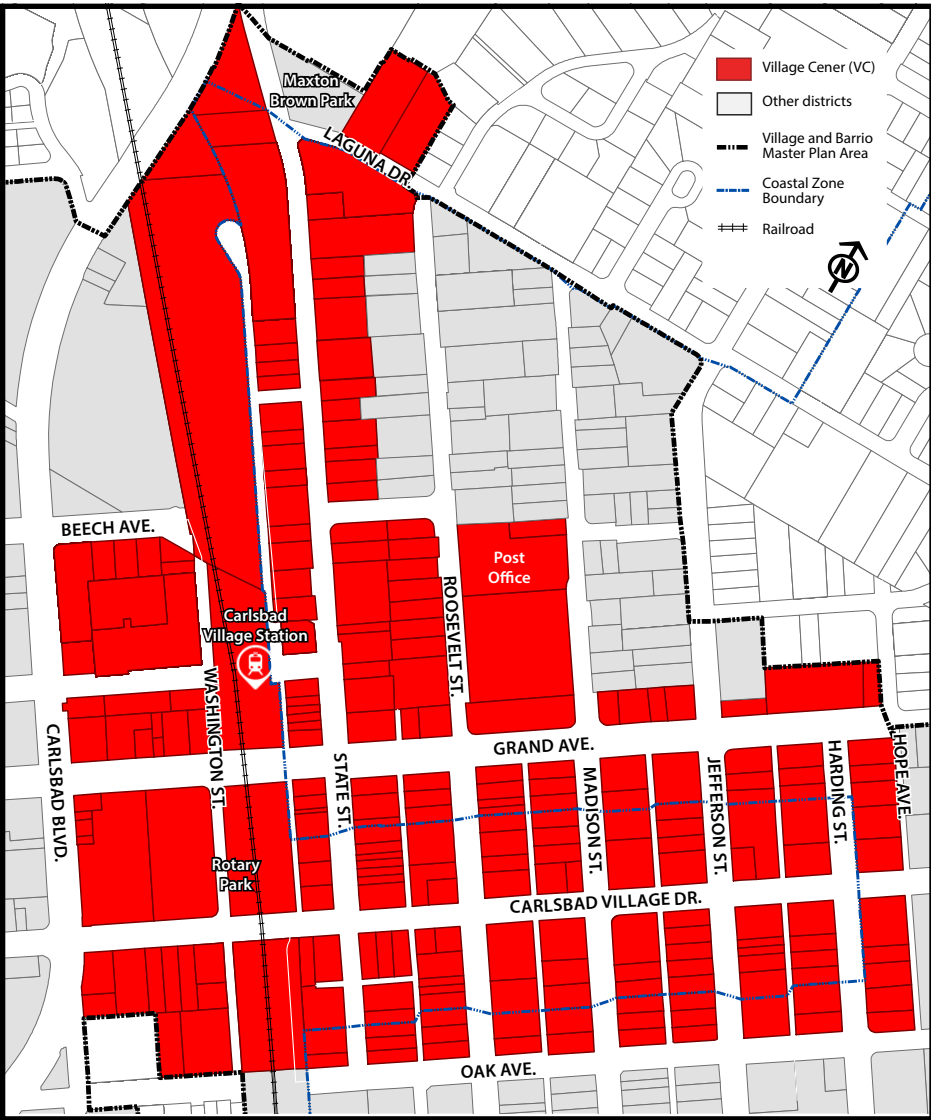 Maxton
Brown Park
LAGUNA DR.
Village Cener (VC)
Other districts
Village and Barrio
Master Plan Area
Coastal Zone
Boundary
Railroad
N
BEECH AVE.
Post
Office
Carlsbad
Village Station
ROOSEVELT ST.
WASHINGTON ST.
CARLSBAD BLVD.
STATE ST.
GRAND AVE.
MADISON ST.
JEFFERSON ST.
HARDING ST.
HOPE AVE.
Rotary
Park
CARLSBAD VILLAGE DR.
OAK AVE.